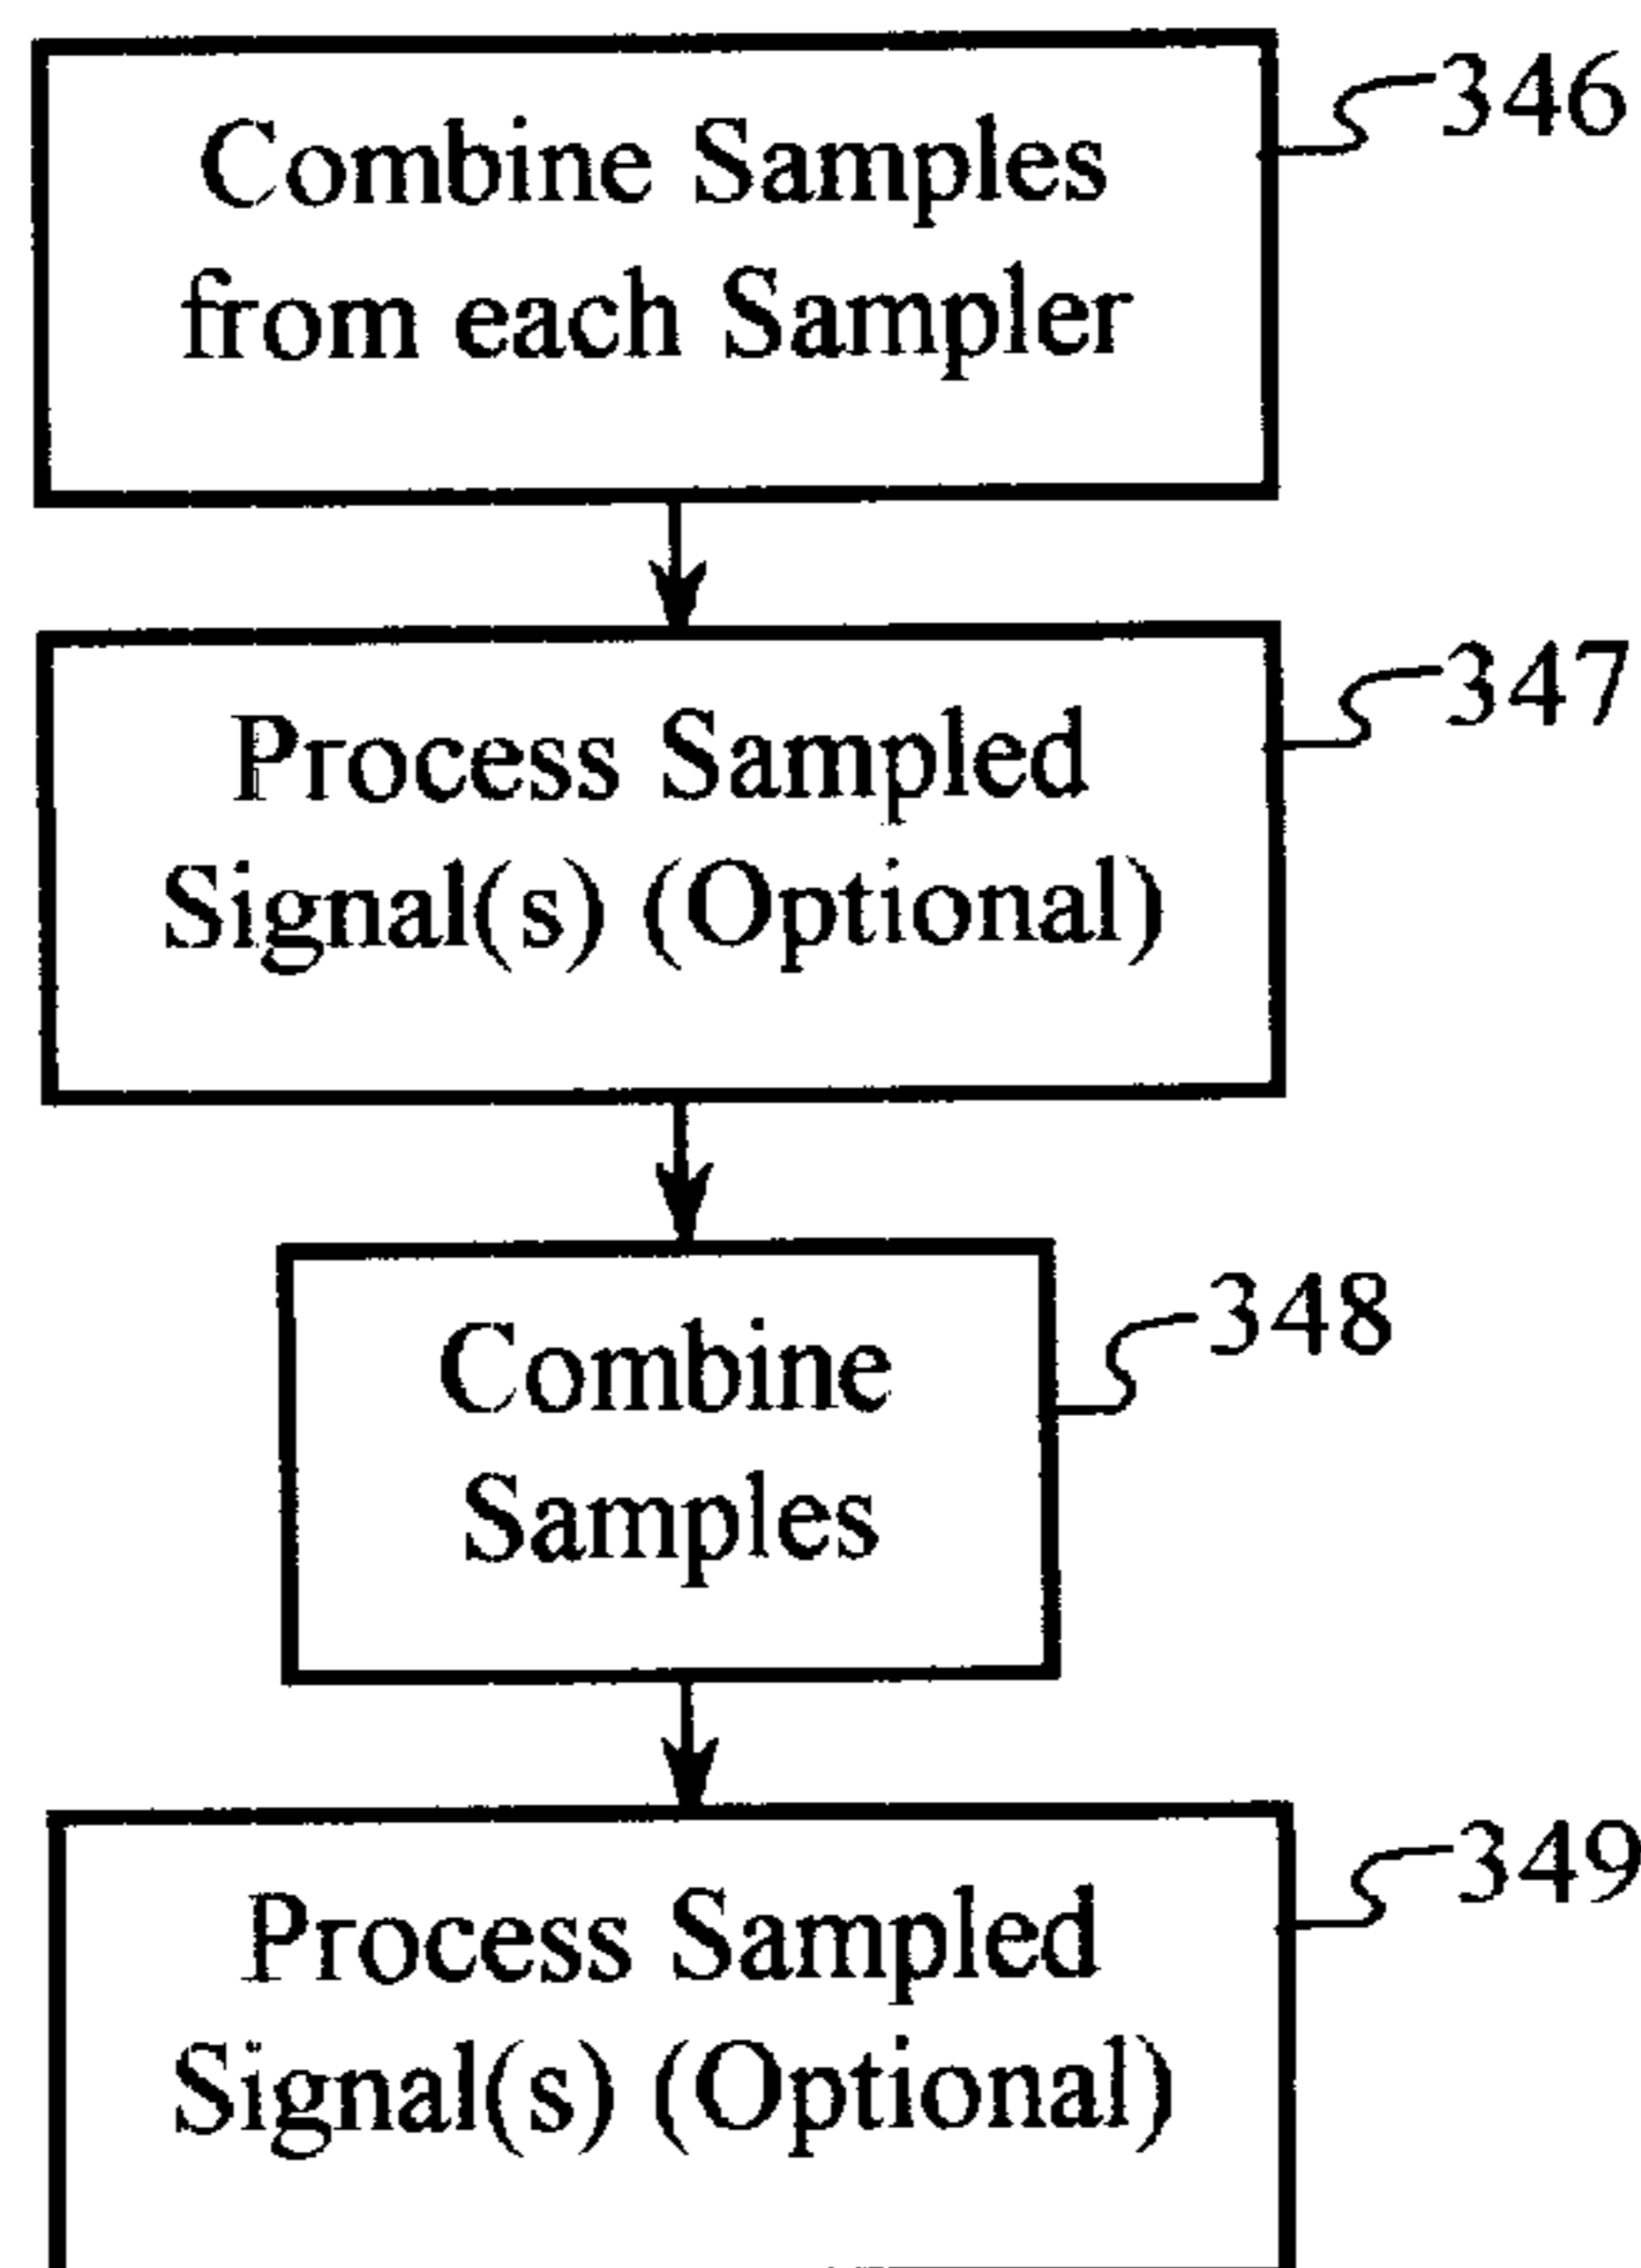 Combine Samples
from each Sampler
346
Process Sampled
Signal(s) (Optional)
347
Combine
Samples
348
Process Sampled
Signal(s) (Optional)
349